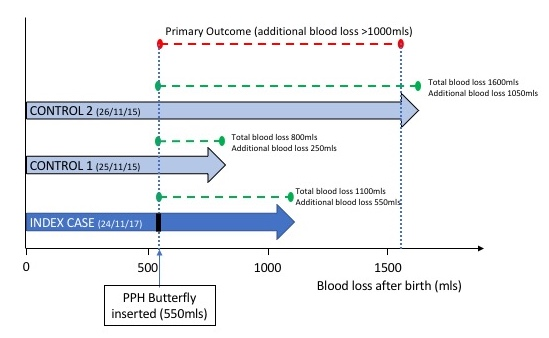 Primary Outcome (additional blood loss >1000mls)
Total blood loss 1600mls
Additional blood loss 1050mls
CONTROL 2 (26/11/15)
Total blood loss 800mls
Additional blood loss 250mls
CONTROL 1 (25/11/15)
Total blood loss 1100mls
Additional blood loss 550mls
INDEX CASE (24/11/17)
0 500 1000 1500
Blood loss after birth (mls)
PPH Butterfly
inserted (550mls)